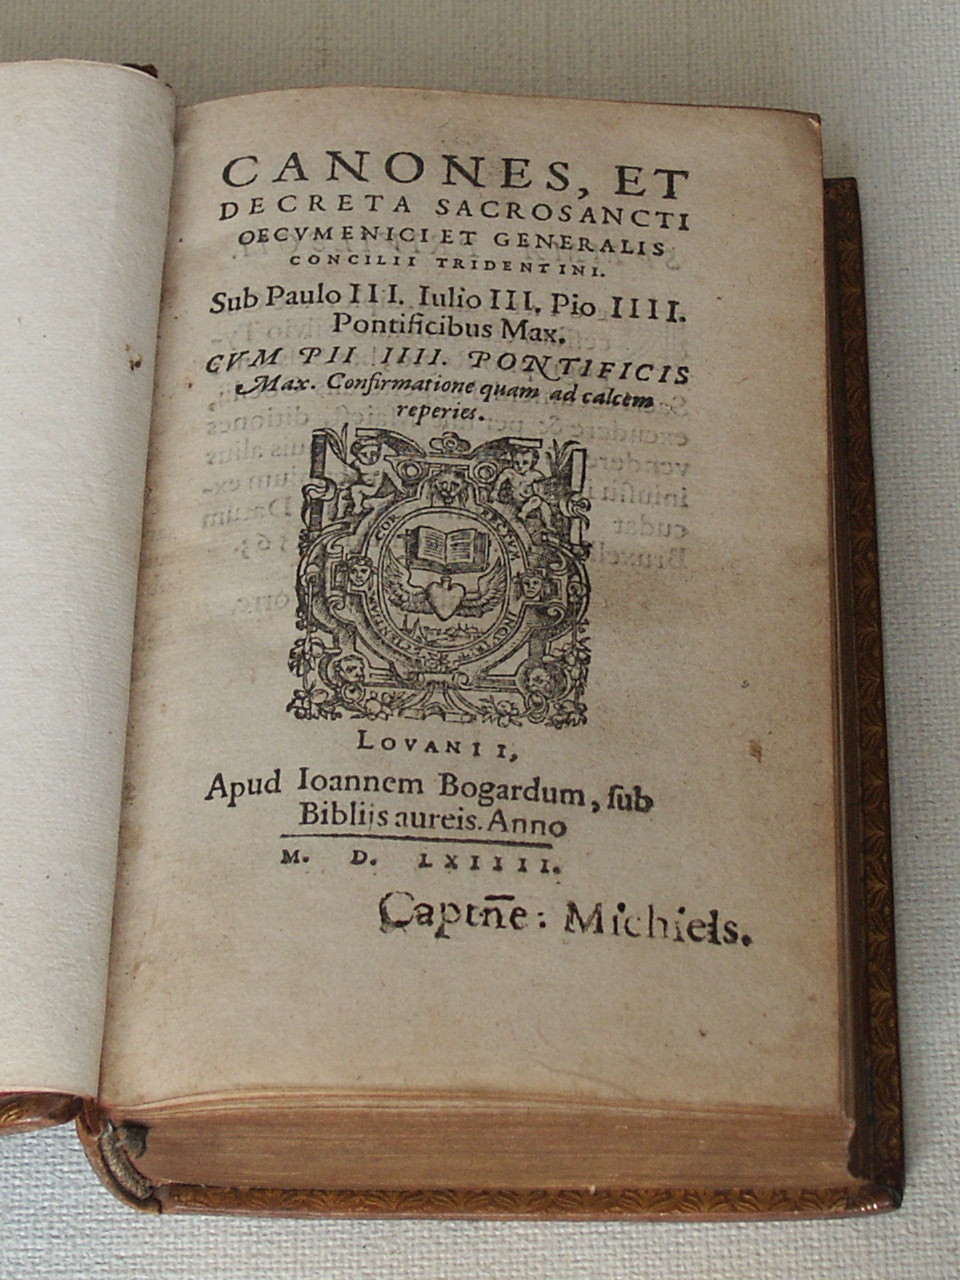 CANONES, ET
DECRETA SACROSANCTI
OECVMENICI ET GENERALIS
CONCILII TRIDENTINI.
Sub Paulo III. Iulio III, Pio IIII.
Pontificibus Max.
CVM PII IIII. PONTIFICIS
Max. Confirmatione quam ad calcem
reperies.
LOVANII,
Apud Ioannem Bogardum, ſub
Biblijs aureis. Anno
M. D. LXIIII.
Captn̄e: Michiels.